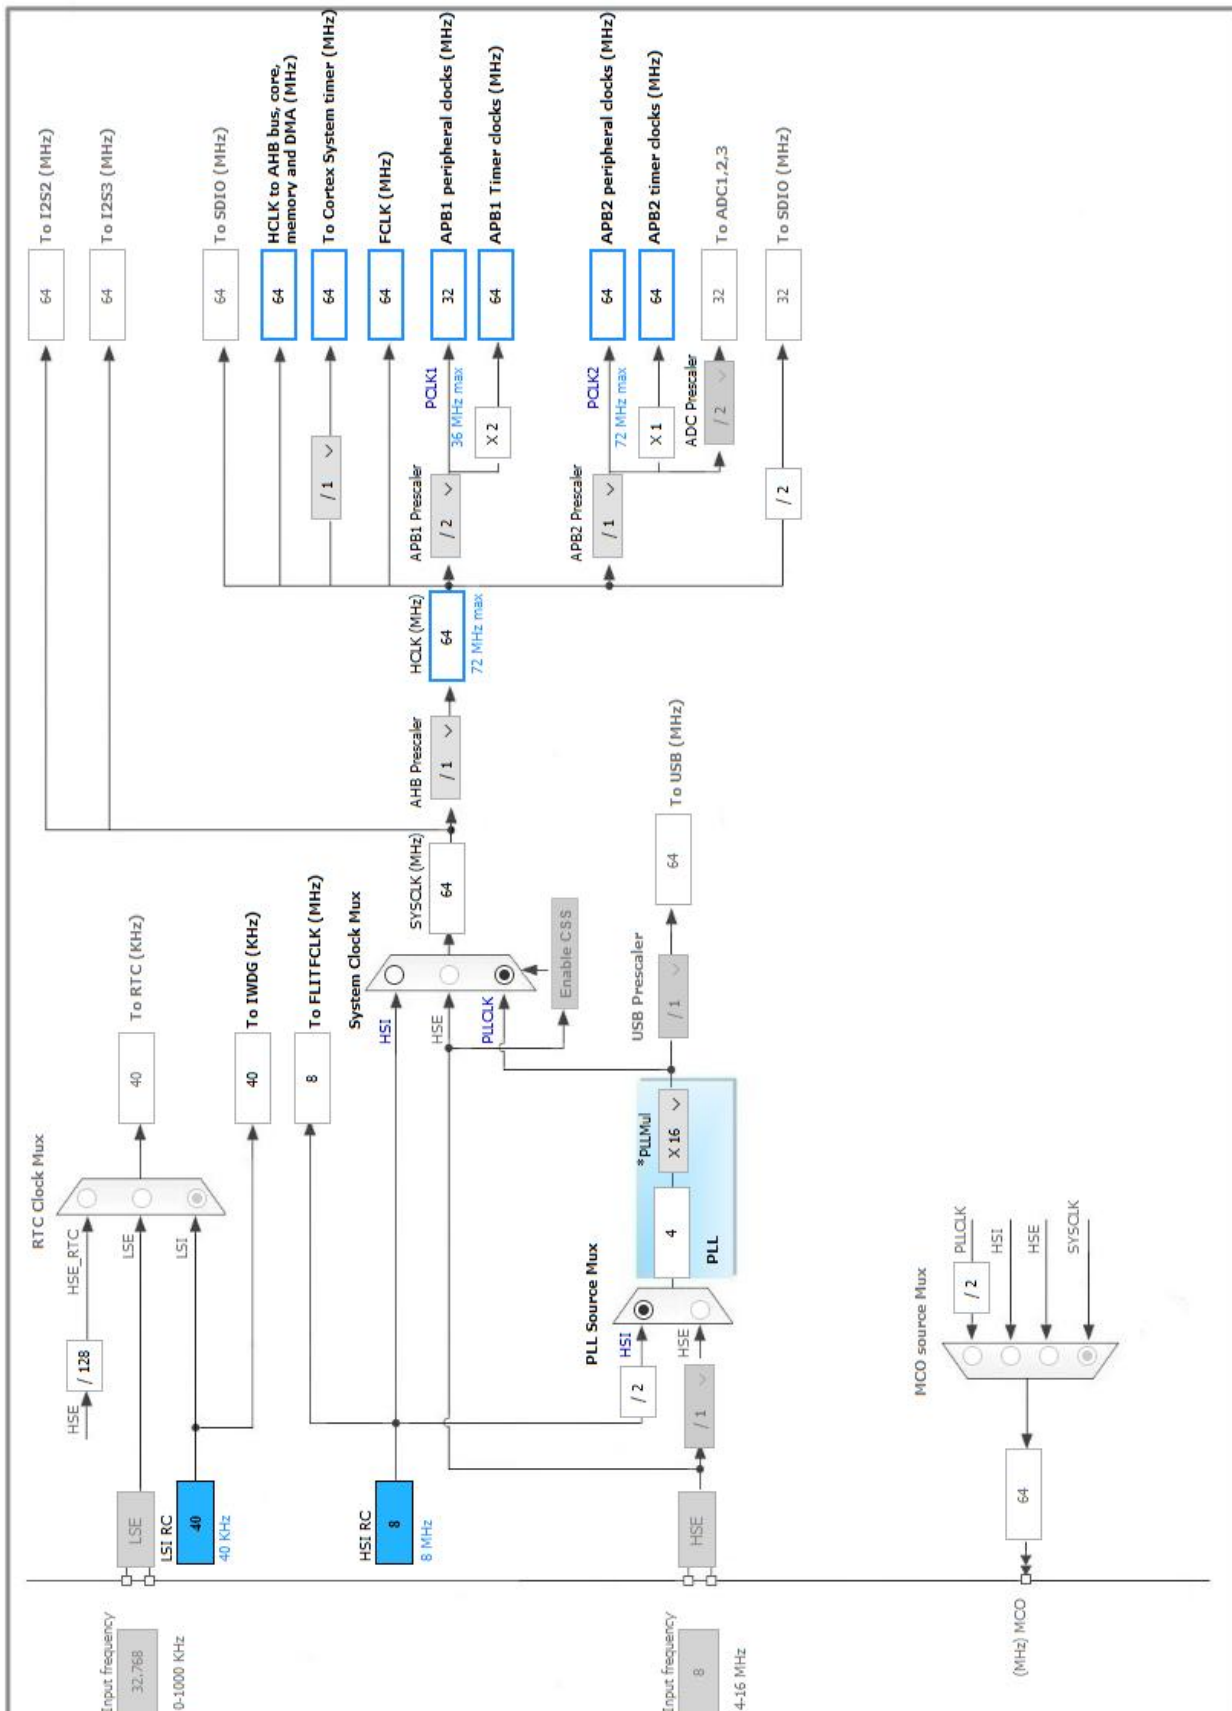 Input frequency
32.768
0-1000 KHz
LSE
LSI RC
40
40 KHz
HSE
/ 128
HSE_RTC
LSE
LSI
RTC Clock Mux
40
To RTC (KHz)
40
To IWDG (KHz)
HSI RC
8
8 MHz
8
To FLITFCLK (MHz)
System Clock Mux
HSI
HSE
PLLCLK
Enable CSS
SYSCLK (MHz)
64
AHB Prescaler
/ 1
HCLK (MHz)
64
72 MHz max
64
To I2S2 (MHz)
64
To I2S3 (MHz)
64
To SDIO (MHz)
64
HCLK to AHB bus, core,
memory and DMA (MHz)
/ 1
64
To Cortex System timer (MHz)
64
FCLK (MHz)
APB1 Prescaler
/ 2
PCLK1
36 MHz max
32
APB1 peripheral clocks (MHz)
X 2
64
APB1 Timer clocks (MHz)
APB2 Prescaler
/ 1
PCLK2
72 MHz max
64
APB2 peripheral clocks (MHz)
X 1
64
APB2 timer clocks (MHz)
ADC Prescaler
/ 2
32
To ADC1,2,3
/ 2
32
To SDIO (MHz)
Input frequency
8
4-16 MHz
HSE
/ 1
/ 2
PLL Source Mux
HSI
HSE
4
*PLLMul
X 16
PLL
USB Prescaler
/ 1
64
To USB (MHz)
MCO source Mux
PLLCLK
/ 2
HSI
HSE
SYSCLK
64
(MHz) MCO